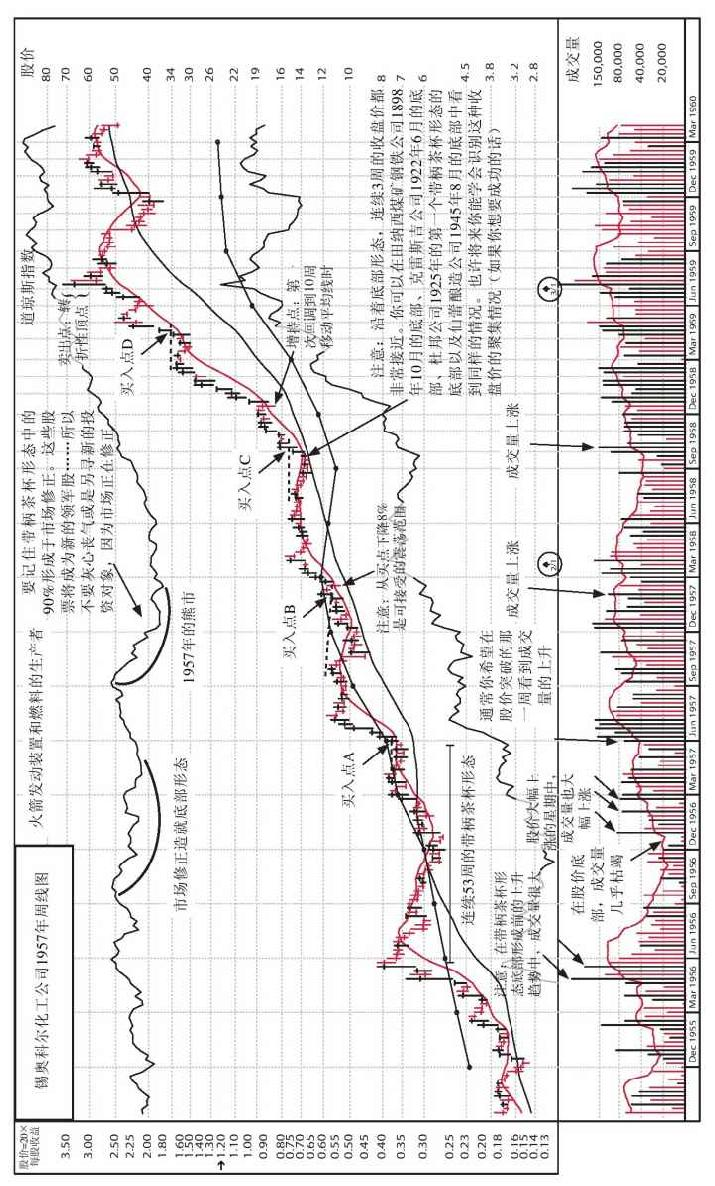 锡奥科尔化工公司1957年周线图
火箭发动装置和燃料的生产者
要记住带柄茶杯形态中的
90%形成于市场修正。这些股
票将成为新的领军股……所以
不要灰心丧气或是另寻新的投
资对象，因为市场正在修正
道琼斯指数
股价
80
70
60
50
40
34
30
26
22
19
16
14
12
10
8
7
6
4.5
3.8
3.2
2.8
股价=20×
每股收益
3.50
3.00
2.50
2.25
2.00
1.80
1.60
1.50
1.40
1.30
1.20
1.10
1.00
0.90
0.80
0.75
0.70
0.65
0.60
0.55
0.50
0.45
0.40
0.35
0.30
0.25
0.23
0.20
0.18
0.16
0.15
0.14
0.13
市场修正造就底部形态
1957年的熊市
卖出点：转
折性顶点
买入点A
买入点B
买入点C
买入点D
增持点：第一
次回调到10周
移动平均线时
注意：从买点下降8%
是可接受的震荡范围
连续53周的带柄茶杯形态
注意：沿着底部形态，连续3周的收盘价都
非常接近。你可以在田纳西煤矿钢铁公司1898
年10月的底部、克雷斯吉公司1922年6月的底
部、杜邦公司1925年的第一个带柄茶杯形态的
底部以及伯蕾酿造公司1945年8月的底部中看
到同样的情况。也许将来你能学会识别这种收
盘价的聚集情况（如果你想要成功的话）
注意：在带柄茶杯形
态底部形成前的上升
趋势中，成交量很大
股价大幅上
涨的星期中，
成交量也大
幅上涨
在股价底
部，成交量
几乎枯竭
通常你希望在
股价突破的那
一周看到成交
量的上升
成交量上涨
成交量上涨
2/1
3/1
成交量
150,000
80,000
40,000
20,000
Dec 1955
Mar 1956
Jun 1956
Sep 1956
Dec 1956
Mar 1957
Jun 1957
Sep 1957
Dec 1957
Mar 1958
Jun 1958
Sep 1958
Dec 1958
Mar 1959
Jun 1959
Sep 1959
Dec 1959
Mar 1960